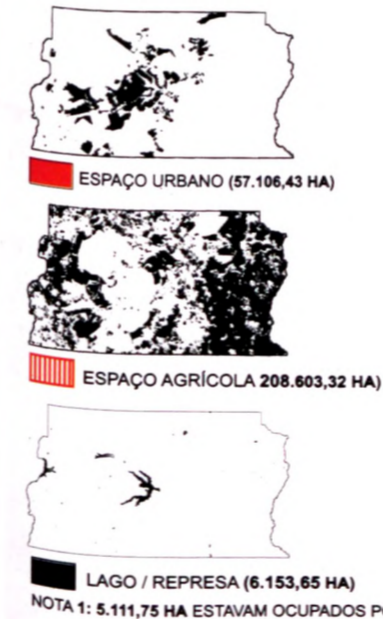 ESPAÇO URBANO (57.106,43 HA)
ESPAÇO AGRÍCOLA 208.603,32 HA)
LAGO / REPRESA (6.153,65 HA)
NOTA 1: 5.111,75 HA ESTAVAM OCUPADOS